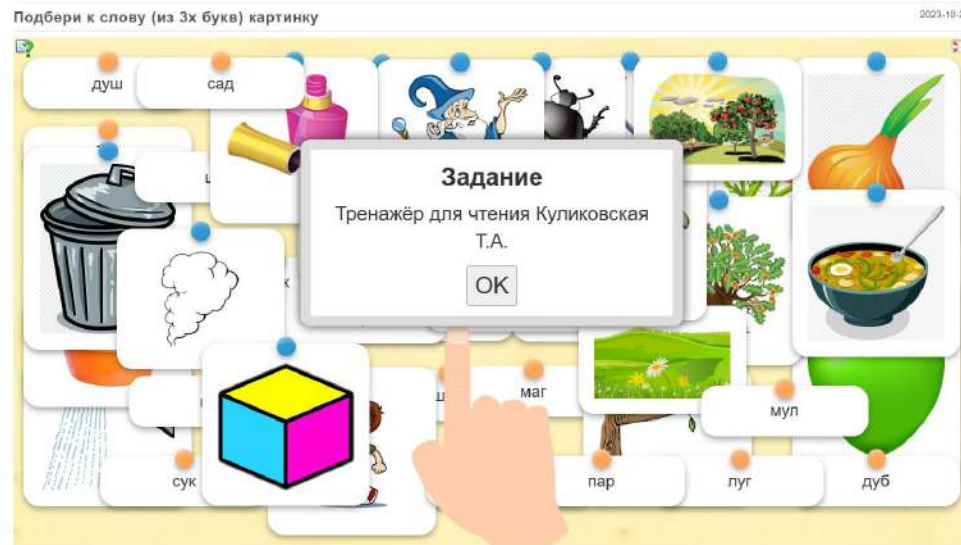 Подбери к слову (из 3х букв) картинку
душ
сад
Задание
Тренажёр для чтения Куликовская
Т.А.
OK
маг
мул
сук
пар
луг
дуб